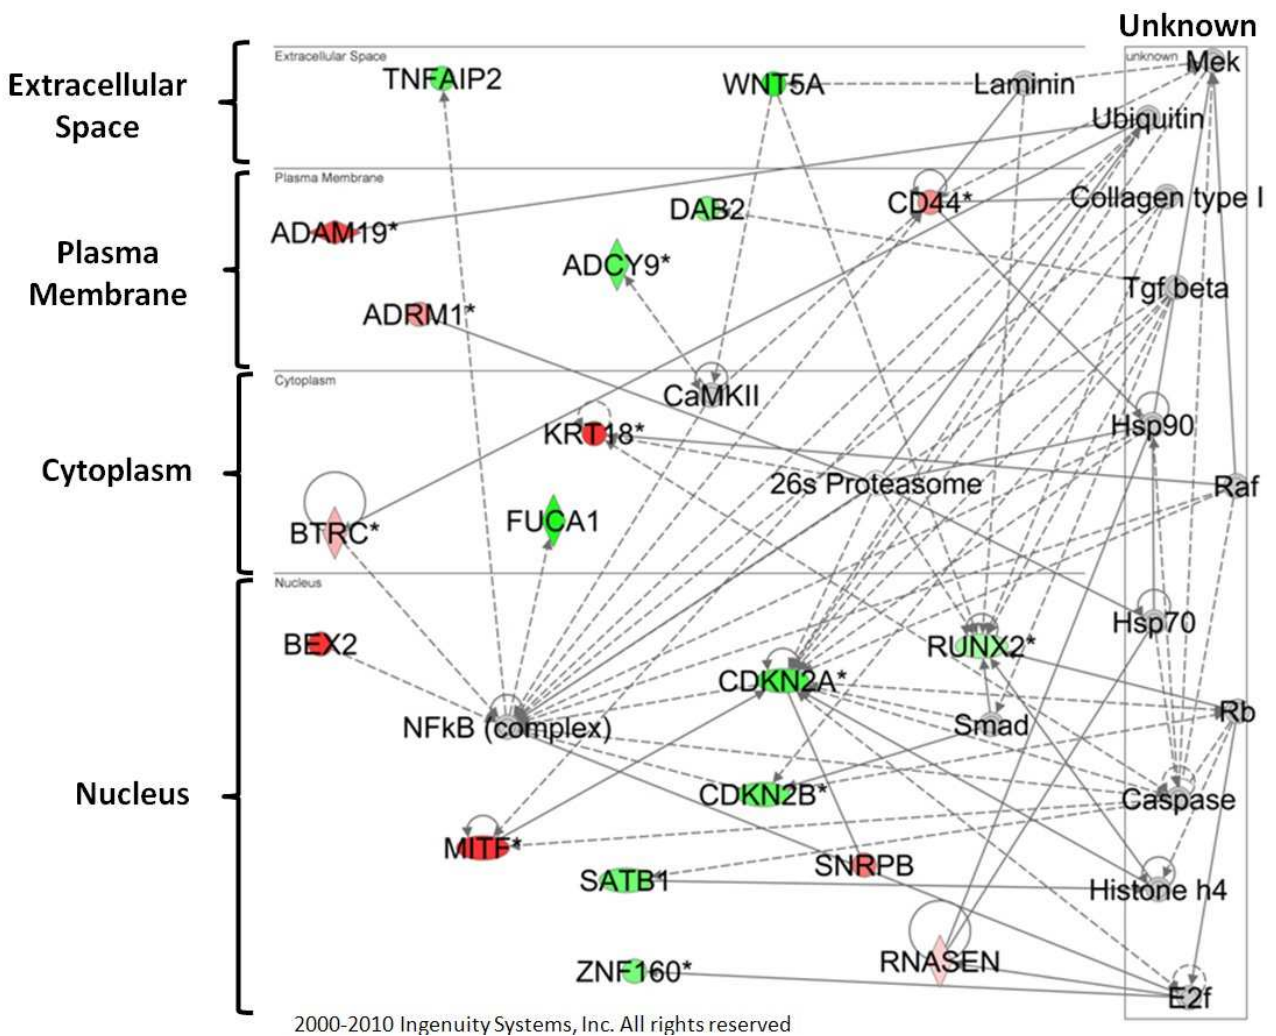 Unknown
Extracellular Space
unknown
Mek
TNFAIP2
WNT5A
Laminin
Extracellular
Space
Ubiquitin
Plasma Membrane
DAB2
CD44*
Collagen type I
ADAM19*
Plasma
Membrane
ADCY9*
Tgf beta
ADRM1*
Cytoplasm
CaMKII
KRT18*
Hsp90
Cytoplasm
26s Proteasome
Raf
BTRC*
FUCA1
Nucleus
Hsp70
BEX2
RUNX2*
CDKN2A*
NFkB (complex)
Smad
Rb
Nucleus
CDKN2B*
Caspase
MITF*
SATB1
SNRPB
Histone h4
ZNF160*
RNASEN
E2f
2000-2010 Ingenuity Systems, Inc. All rights reserved